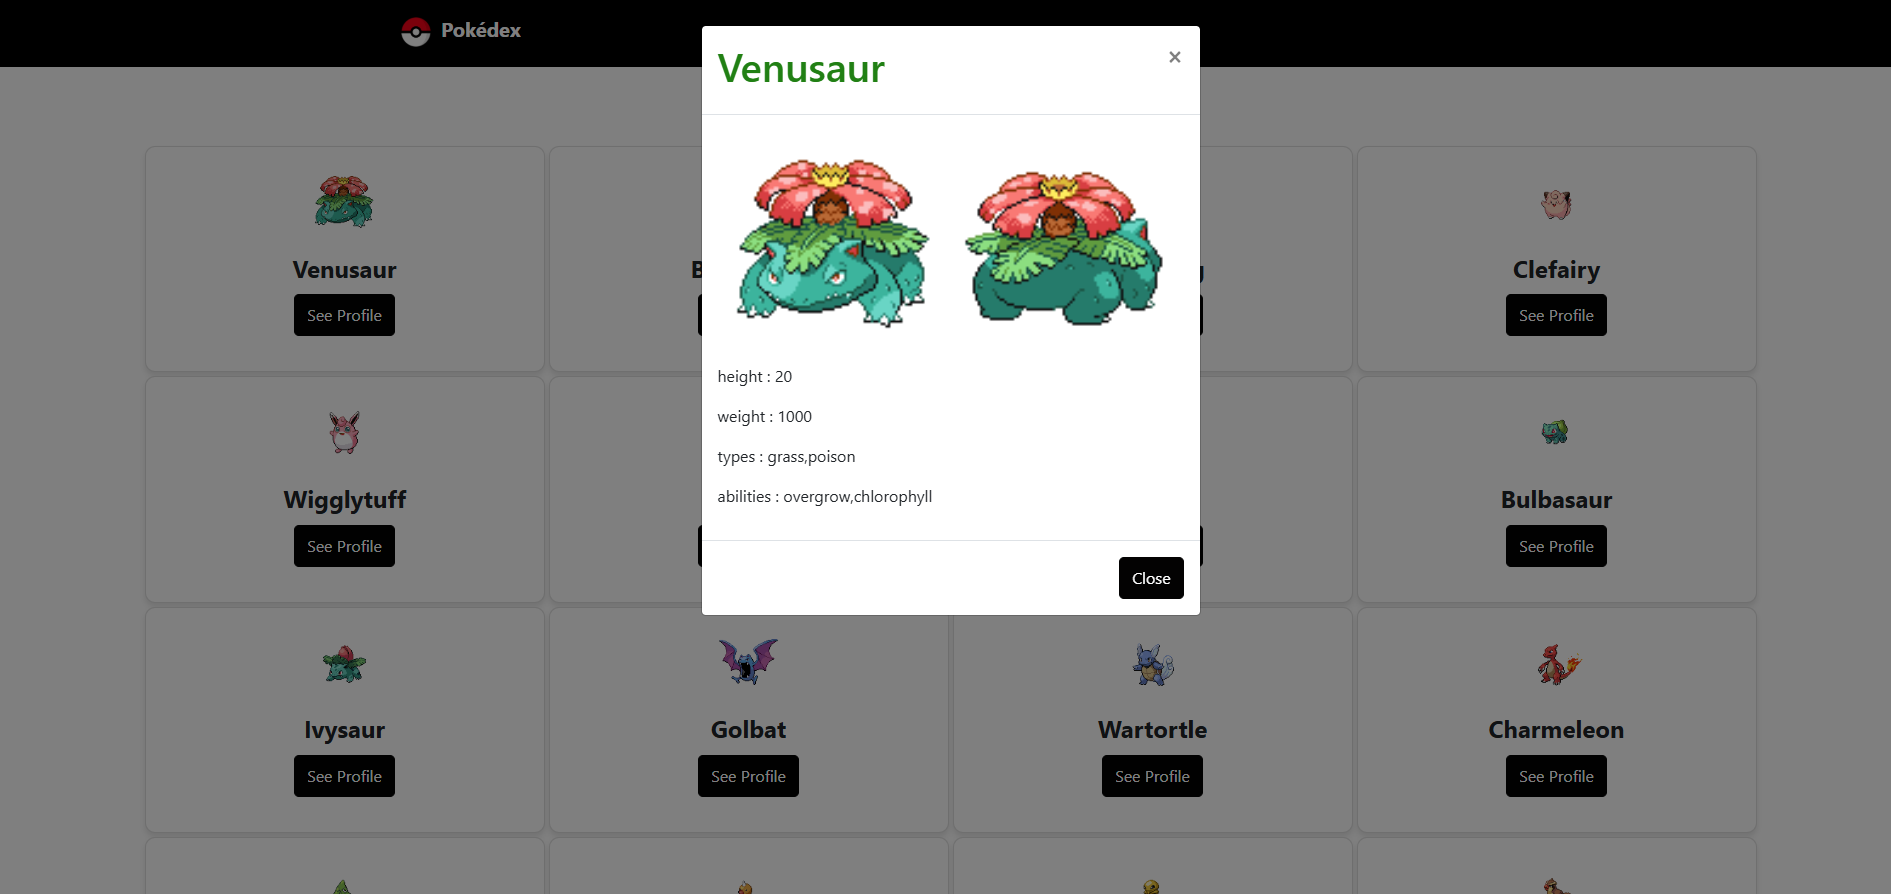 Pokédex
Venusaur
×
height : 20
weight : 1000
types : grass,poison
abilities : overgrow,chlorophyll
Close
Venusaur
See Profile
Clefairy
See Profile
Wigglytuff
See Profile
Bulbasaur
See Profile
Ivysaur
Golbat
Wartortle
Charmeleon
See Profile
See Profile
See Profile
See Profile